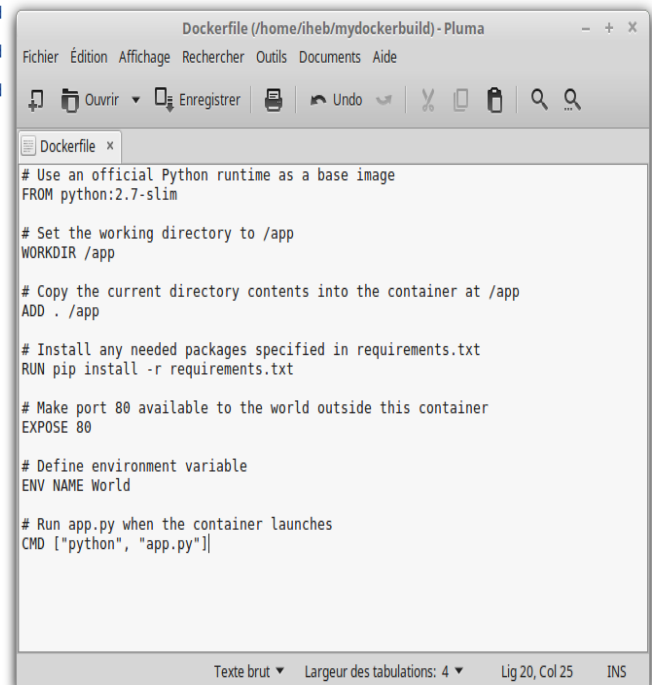 Dockerfile (/home/iheb/mydockerbuild) - Pluma
Fichier Édition Affichage Rechercher Outils Documents Aide
Ouvrir Enregistrer Undo
Dockerfile ×
# Use an official Python runtime as a base image
FROM python:2.7-slim

# Set the working directory to /app
WORKDIR /app

# Copy the current directory contents into the container at /app
ADD . /app

# Install any needed packages specified in requirements.txt
RUN pip install -r requirements.txt

# Make port 80 available to the world outside this container
EXPOSE 80

# Define environment variable
ENV NAME World

# Run app.py when the container launches
CMD ["python", "app.py"]
Texte brut Largeur des tabulations: 4 Lig 20, Col 25 INS